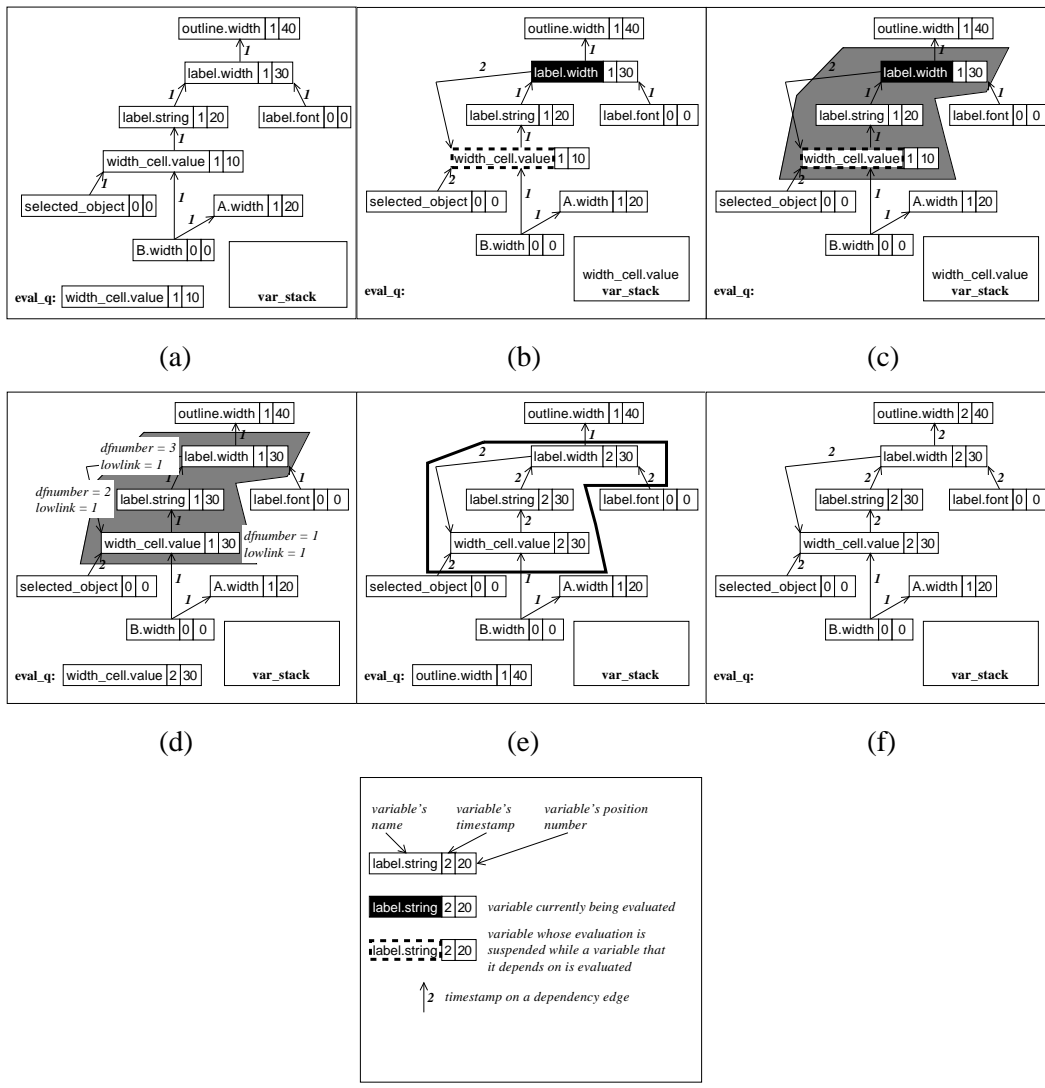 outline.width 1 40
1
label.width 1 30
1 1
label.string 1 20 label.font 0 0
1
width_cell.value 1 10
1
selected_object 0 0 1 A.width 1 20
1
B.width 0 0
eval_q: width_cell.value 1 10 var_stack
(a)
outline.width 1 40
1
2
label.width 1 30
1 1
label.string 1 20 label.font 0 0
1
width_cell.value 1 10
2
selected_object 0 0 1 A.width 1 20
1
B.width 0 0
width_cell.value
eval_q: var_stack
(b)
outline.width 1 40
1
2
label.width 1 30
1 1
label.string 1 20 label.font 0 0
1
width_cell.value 1 10
2
selected_object 0 0 1 A.width 1 20
1
B.width 0 0
width_cell.value
eval_q: var_stack
(c)
outline.width 1 40
1
dfnumber = 3
lowlink = 1
label.width 1 30
1 1
dfnumber = 2
lowlink = 1
label.string 1 30 label.font 0 0
1
dfnumber = 1
lowlink = 1
width_cell.value 1 30
2
selected_object 0 0 1 A.width 1 20
1
B.width 0 0
eval_q: width_cell.value 2 30 var_stack
(d)
outline.width 1 40
1
2
label.width 2 30
2 2
label.string 2 30 label.font 0 0
2
width_cell.value 2 30
2
selected_object 0 0 1 A.width 1 20
1
B.width 0 0
eval_q: outline.width 1 40 var_stack
(e)
outline.width 2 40
2
2
label.width 2 30
2 2
label.string 2 30 label.font 0 0
2
width_cell.value 2 30
2
selected_object 0 0 1 A.width 1 20
1
B.width 0 0
eval_q: var_stack
(f)
variable's name
variable's timestamp
variable's position number
label.string 2 20
label.string 2 20 variable currently being evaluated
label.string 2 20 variable whose evaluation is
suspended while a variable that
it depends on is evaluated
2 timestamp on a dependency edge